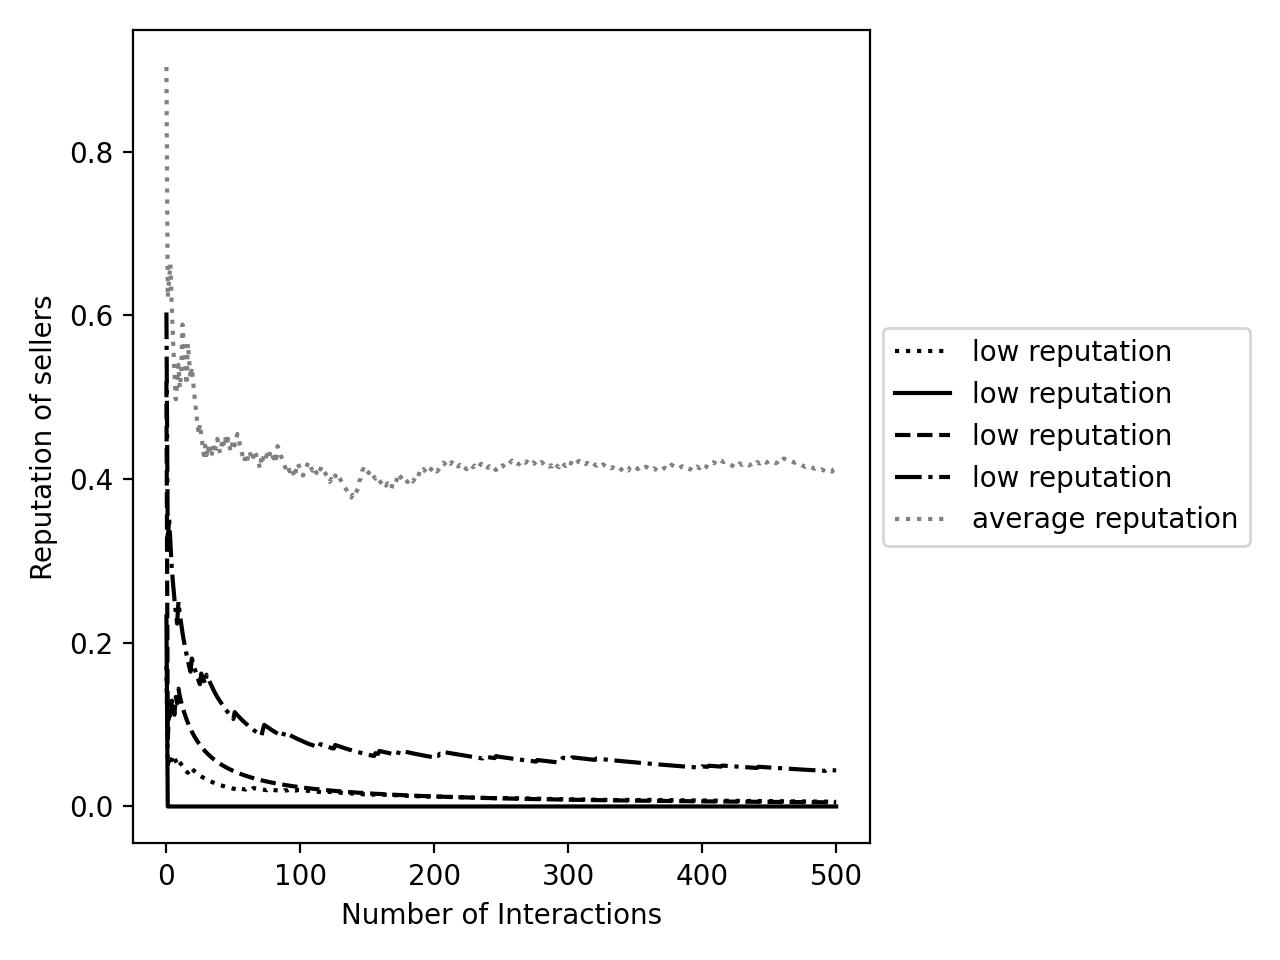 Reputation of sellers
0.8
0.6
0.4
0.2
0.0
0 100 200 300 400 500
Number of Interactions
low reputation
low reputation
low reputation
low reputation
average reputation